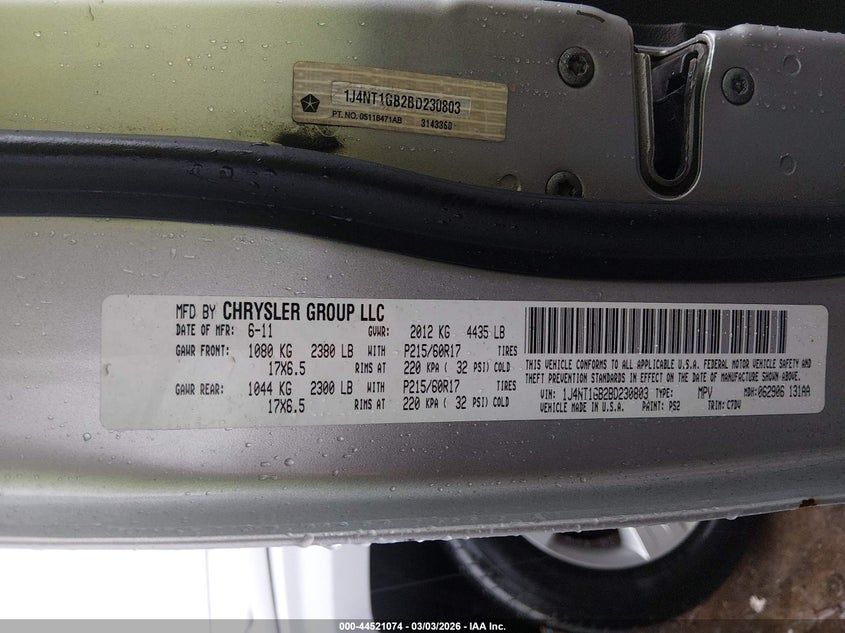 1J4NT1GB2BD230803
PT. NO. 05116471AB 3143360
MFD BY CHRYSLER GROUP LLC
DATE OF MFR: 6-11 GVWR: 2012 KG 4435 LB
GAWR FRONT: 1080 KG 2380 LB WITH P215/60R17 TIRES
17X6.5 RIMS AT 220 KPA ( 32 PSI) COLD
GAWR REAR: 1044 KG 2300 LB WITH P215/60R17 TIRES
17X6.5 RIMS AT 220 KPA ( 32 PSI) COLD
THIS VEHICLE CONFORMS TO ALL APPLICABLE U.S.A. FEDERAL MOTOR VEHICLE SAFETY AND
THEFT PREVENTION STANDARDS IN EFFECT ON THE DATE OF MANUFACTURE SHOWN ABOVE.
VIN: 1J4NT1GB2BD230803 TYPE: MPV MDH: 062906 131AA
VEHICLE MADE IN U.S.A. PAINT: PS2 TRIM: C7DV
000-44521074 - 03/03/2026 - IAA Inc.